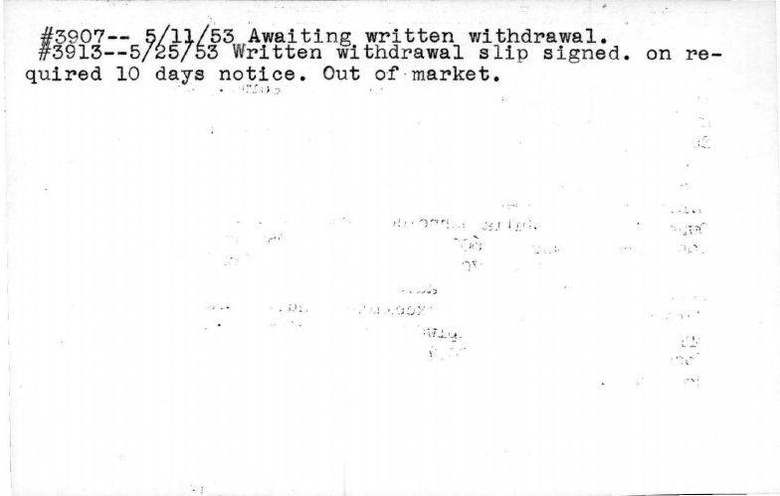 #3907-- 5/11/53 Awaiting written withdrawal.
#3913--5/25/53 Written withdrawal slip signed. on re-
quired 10 days notice. Out of market.